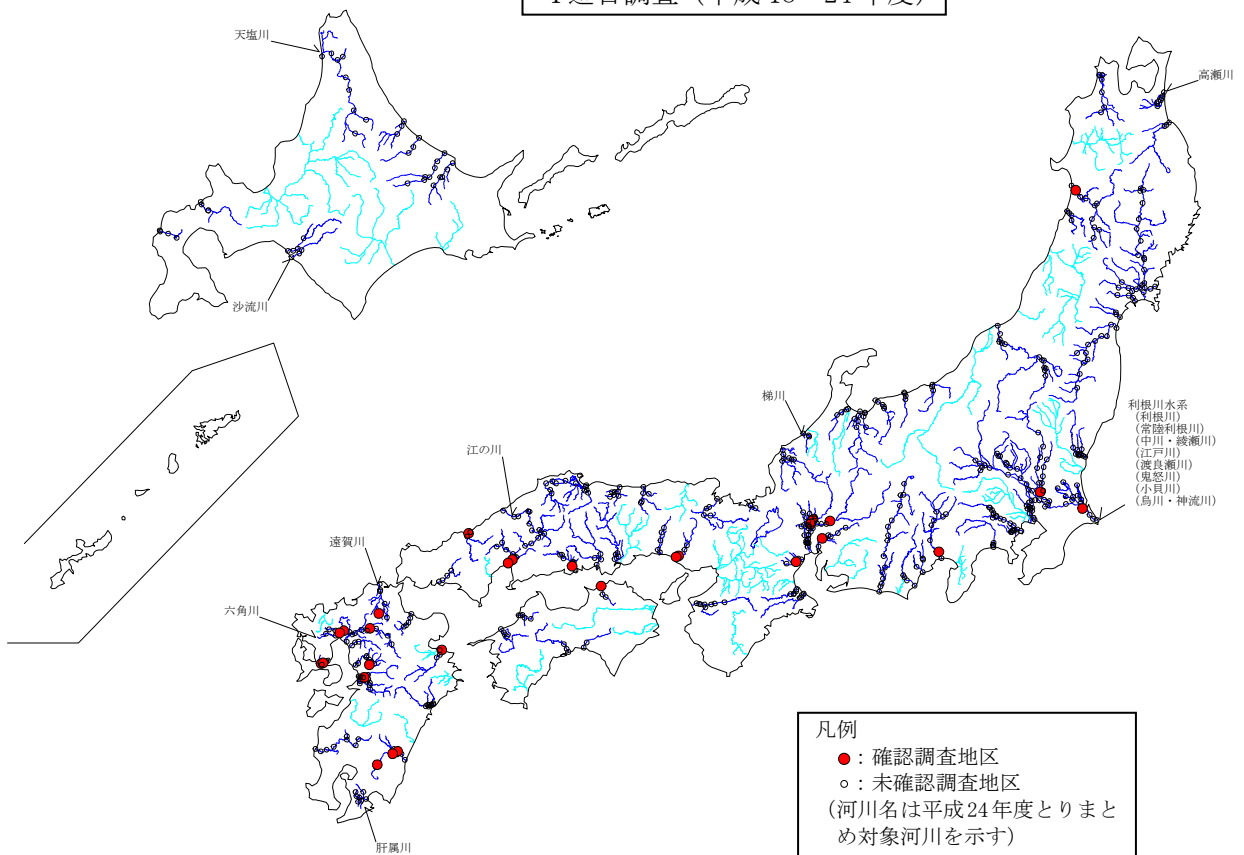 天塩川
高瀬川
沙流川
梯川
利根川水系
(利根川)
(常陸利根川)
(中川・綾瀬川)
(江戸川)
(渡良瀬川)
(鬼怒川)
(小貝川)
(烏川・神流川)
江の川
遠賀川
六角川
肝属川
凡例
●：確認調査地区
○：未確認調査地区
(河川名は平成24年度とりまと
め対象河川を示す)